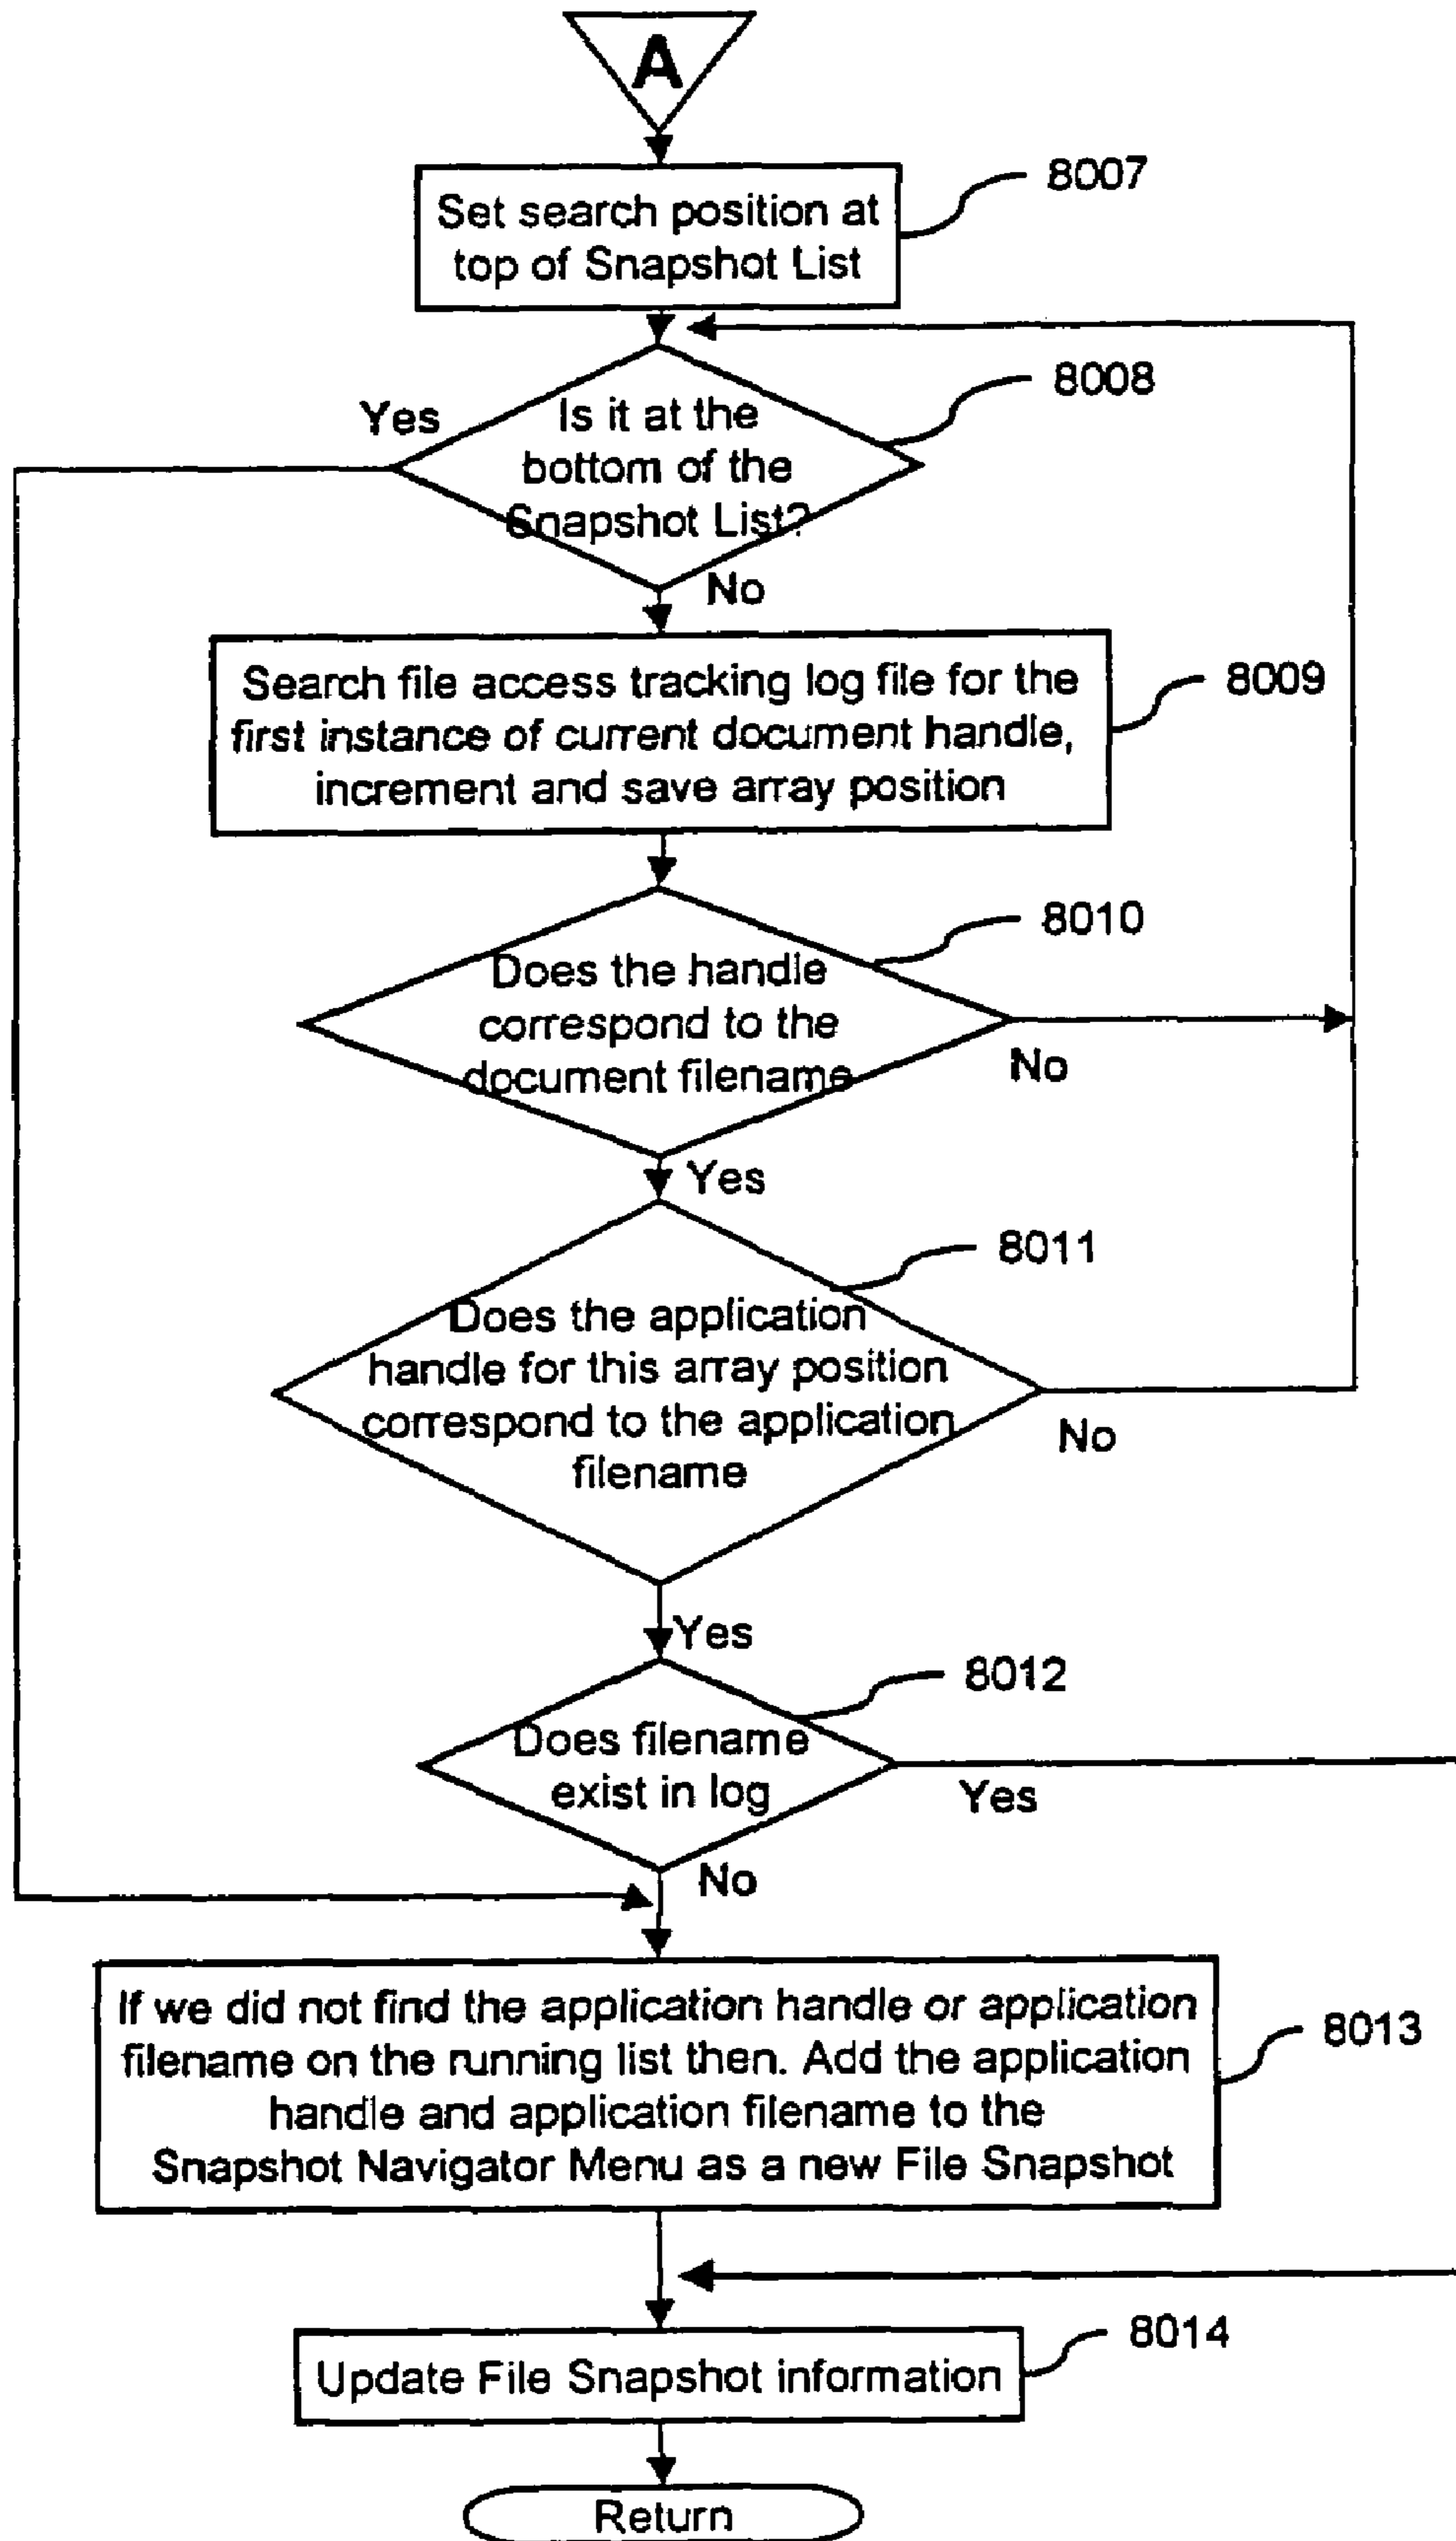 A
Set search position at
top of Snapshot List
8007
Yes
Is it at the
bottom of the
Snapshot List?
8008
No
Search file access tracking log file for the
first instance of current document handle,
increment and save array position
8009
Does the handle
correspond to the
document filename
8010
No
Yes
Does the application
handle for this array position
correspond to the application
filename
8011
No
Yes
Does filename
exist in log
8012
Yes
No
If we did not find the application handle or application
filename on the running list then. Add the application
handle and application filename to the
Snapshot Navigator Menu as a new File Snapshot
8013
Update File Snapshot information
8014
Return